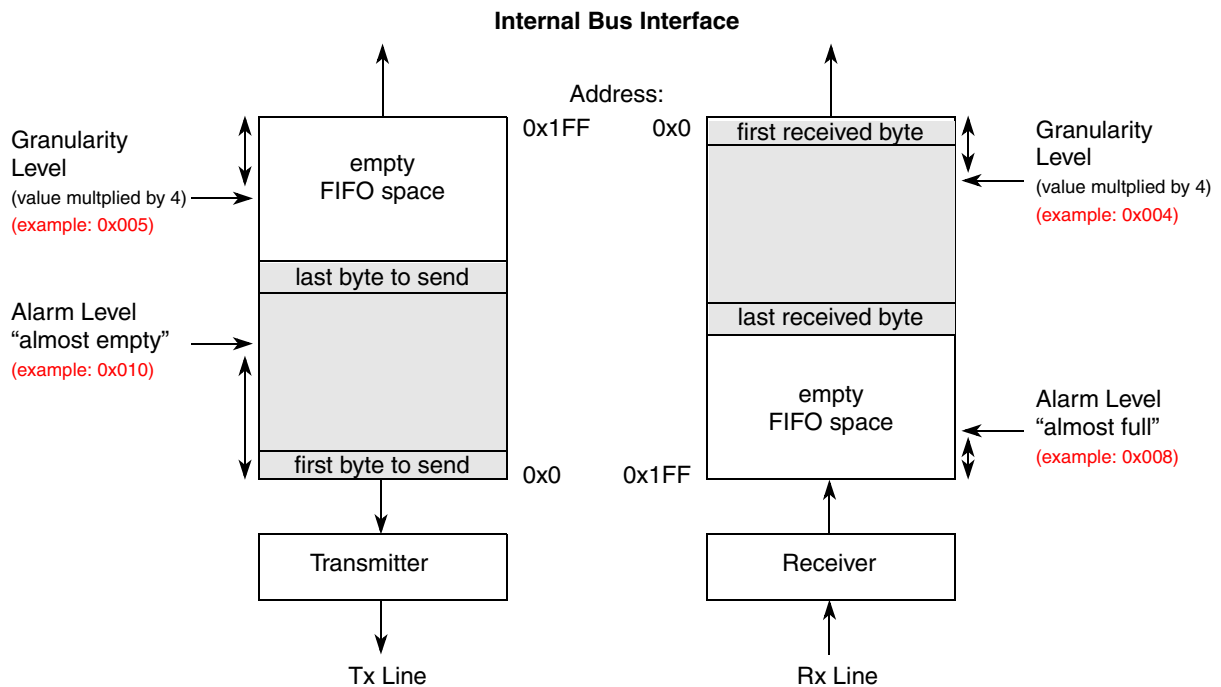 Internal Bus Interface
Address:
Granularity
Level
(value multplied by 4)
(example: 0x005)
Alarm Level
“almost empty”
(example: 0x010)
0x1FF
empty
FIFO space
last byte to send
first byte to send
0x0
Transmitter
Tx Line
0x0
first received byte
last received byte
empty
FIFO space
0x1FF
Receiver
Rx Line
Granularity
Level
(value multplied by 4)
(example: 0x004)
Alarm Level
“almost full”
(example: 0x008)